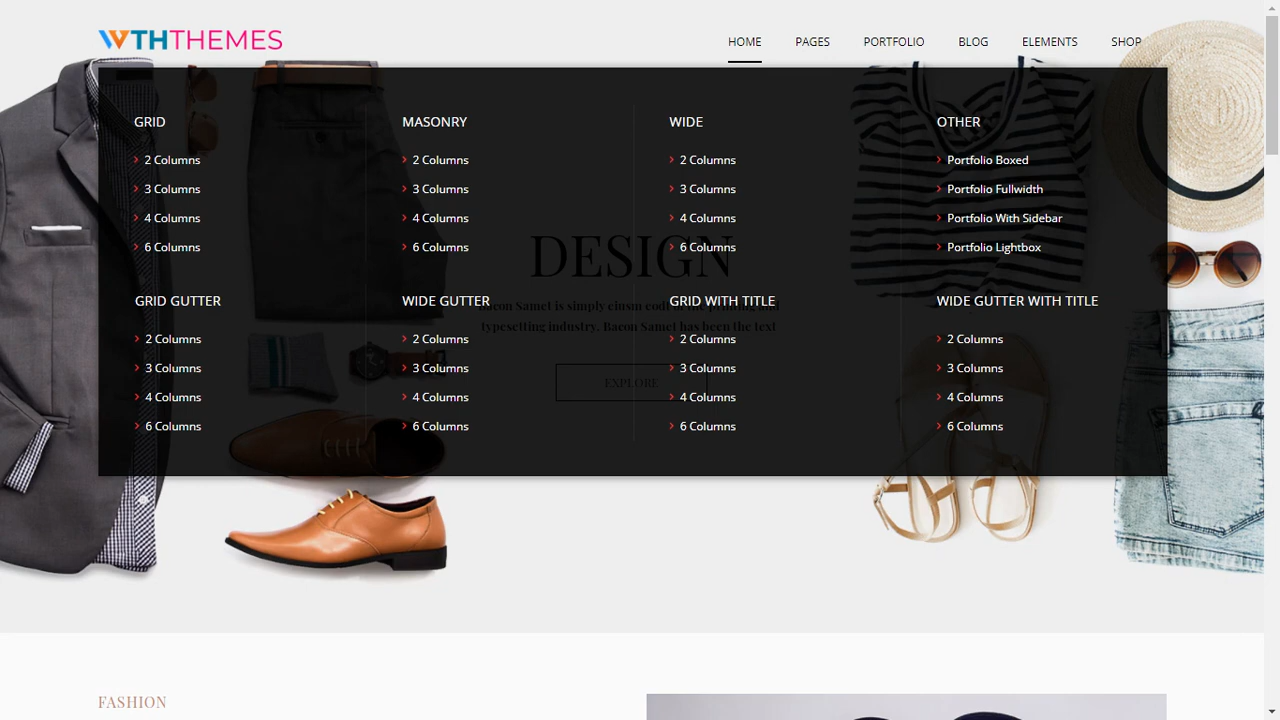 WTHTHEMES
HOME PAGES PORTFOLIO BLOG ELEMENTS SHOP
GRID
2 Columns
3 Columns
4 Columns
6 Columns
MASONRY
2 Columns
3 Columns
4 Columns
6 Columns
WIDE
2 Columns
3 Columns
4 Columns
6 Columns
OTHER
Portfolio Boxed
Portfolio Fullwidth
Portfolio With Sidebar
Portfolio Lightbox
GRID GUTTER
2 Columns
3 Columns
4 Columns
6 Columns
WIDE GUTTER
2 Columns
3 Columns
4 Columns
6 Columns
GRID WITH TITLE
2 Columns
3 Columns
4 Columns
6 Columns
WIDE GUTTER WITH TITLE
2 Columns
3 Columns
4 Columns
6 Columns
DESIGN
Bacon Samet is simply the printing and
typesetting industry. Bacon Samet has been the text
EXPLORE
FASHION